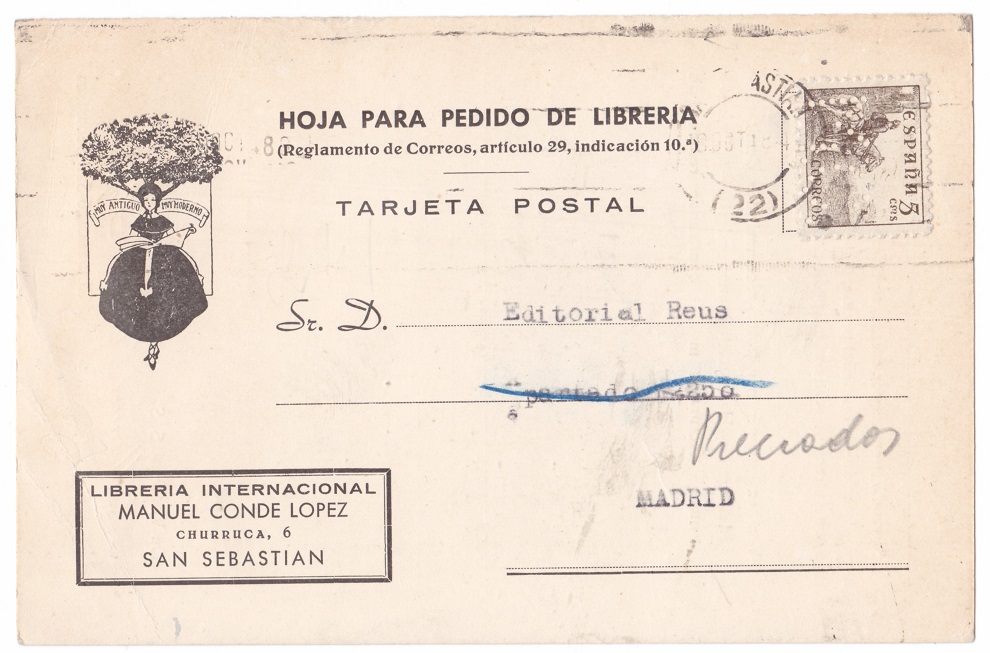 HOJA PARA PEDIDO DE LIBRERIA
(Reglamento de Correos, artículo 29, indicación 10.ª)
TARJETA POSTAL
MUY ANTIGUO MUY MODERNO
(22)
ESPAÑA
5 CTS
CORREOS
Sr. D. Editorial Reus
Preciados
MADRID
LIBRERIA INTERNACIONAL
MANUEL CONDE LOPEZ
CHURRUCA, 6
SAN SEBASTIAN